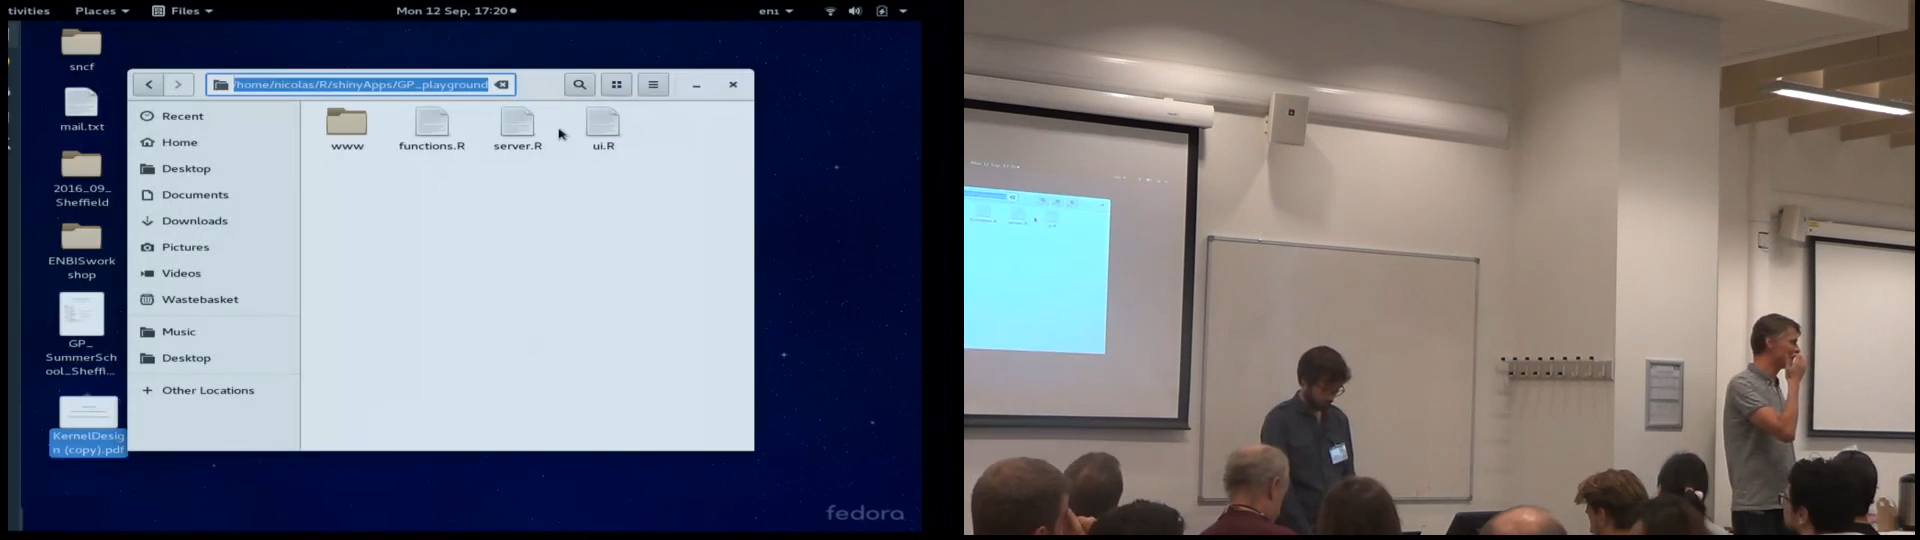 tivities
Places
Files
Mon 12 Sep, 17:20
en1
sncf
mail.txt
2016_09_
Sheffield
ENBISwork
shop
GP_
SummerSch
ool_Sheffi...
KernelDesig
n (copy).pdf
/home/nicolas/R/shinyApps/GP_playground
Recent
Home
Desktop
Documents
Downloads
Pictures
Videos
Wastebasket
Music
Desktop
Other Locations
www
functions.R
server.R
ui.R
fedora